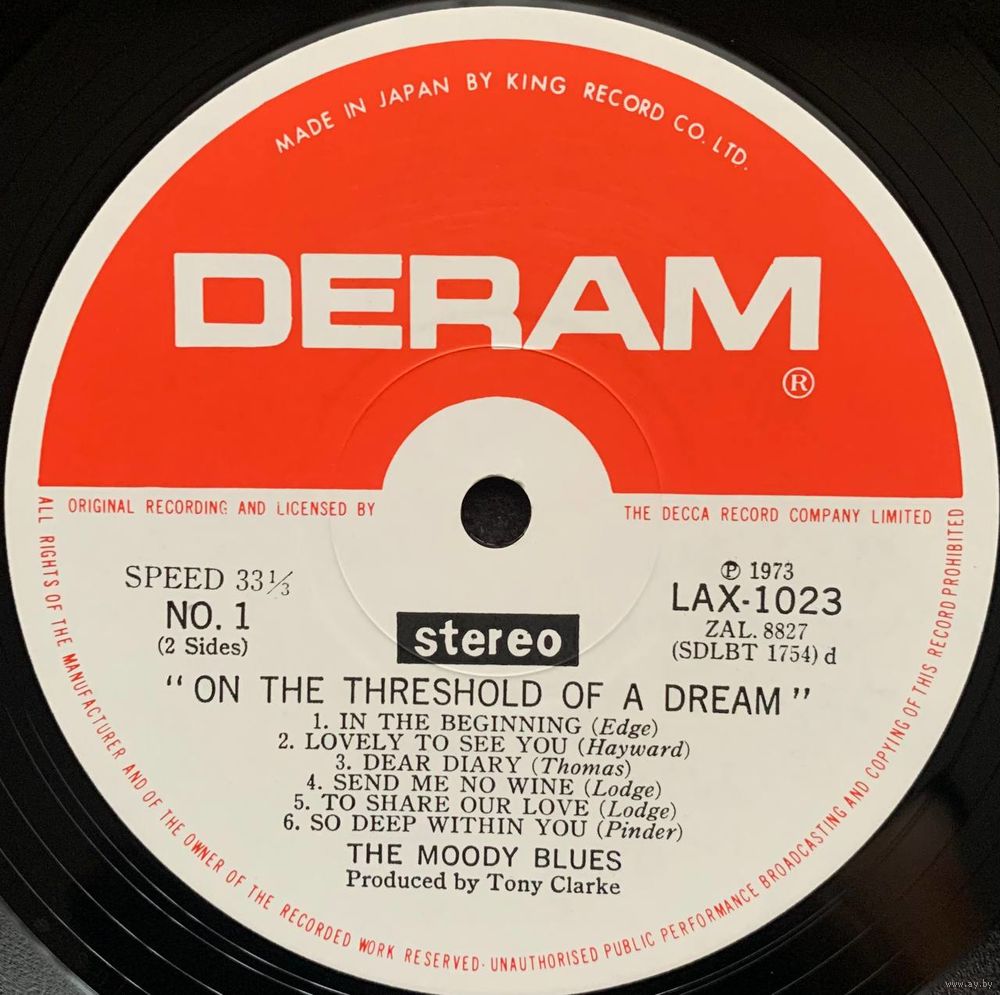 MADE IN JAPAN BY KING RECORD CO. LTD.
DERAM
®
ORIGINAL RECORDING AND LICENSED BY
THE DECCA RECORD COMPANY LIMITED
ALL RIGHTS OF THE MANUFACTURER AND OF THE OWNER OF THE RECORDED WORK RESERVED· UNAUTHORISED PUBLIC PERFORMANCE BROADCASTING AND COPYING OF THIS RECORD PROHIBITED
SPEED 33⅓
NO. 1
(2 Sides)
stereo
℗ 1973
LAX-1023
ZAL. 8827
(SDLBT 1754) d
"ON THE THRESHOLD OF A DREAM"
1. IN THE BEGINNING (Edge)
2. LOVELY TO SEE YOU (Hayward)
3. DEAR DIARY (Thomas)
4. SEND ME NO WINE (Lodge)
5. TO SHARE OUR LOVE (Lodge)
6. SO DEEP WITHIN YOU (Pinder)
THE MOODY BLUES
Produced by Tony Clarke
www.ay.by